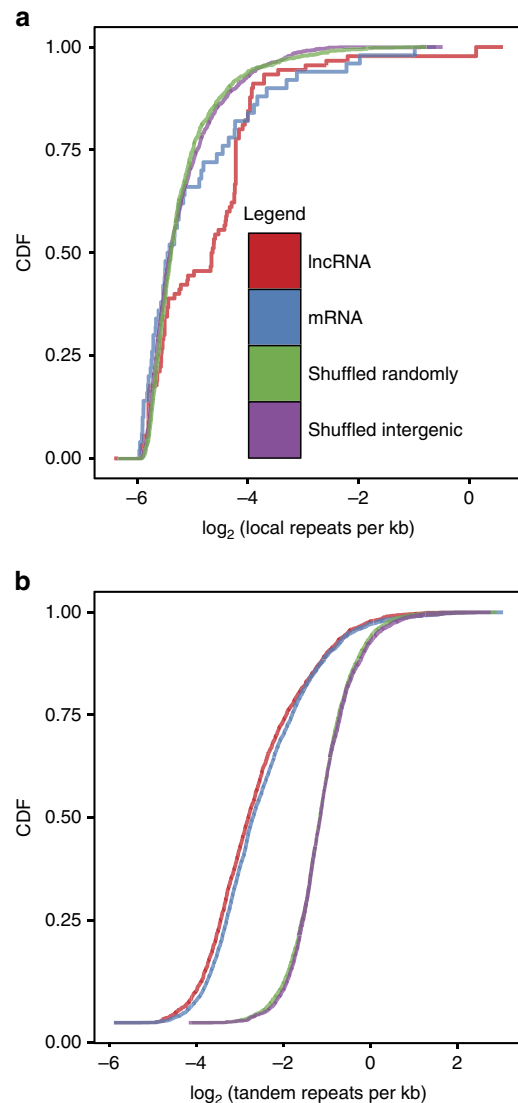 a
1.00
0.75
0.50
0.25
0.00
CDF
Legend
lncRNA
mRNA
Shuffled randomly
Shuffled intergenic
–6
–4
–2
0
log₂ (local repeats per kb)
b
1.00
0.75
0.50
0.25
0.00
CDF
–6
–4
–2
0
2
log₂ (tandem repeats per kb)